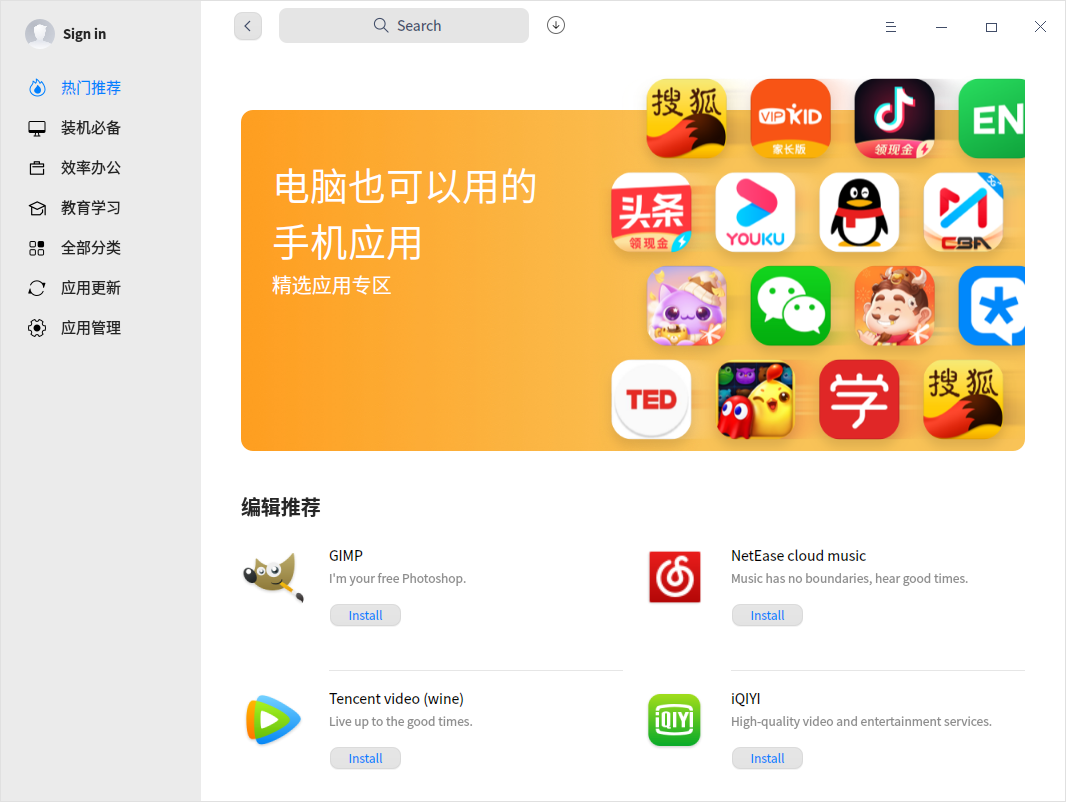 Sign in
Search
热门推荐
装机必备
效率办公
教育学习
全部分类
应用更新
应用管理
电脑也可以用的
手机应用
精选应用专区
搜狐
VIP KID
家长版
领现金
EN
头条
领现金
YOUKU
CBA
TED
学
搜狐
编辑推荐
GIMP
I'm your free Photoshop.
Install
NetEase cloud music
Music has no boundaries, hear good times.
Install
Tencent video (wine)
Live up to the good times.
Install
iQIYI
iQIYI
High-quality video and entertainment services.
Install